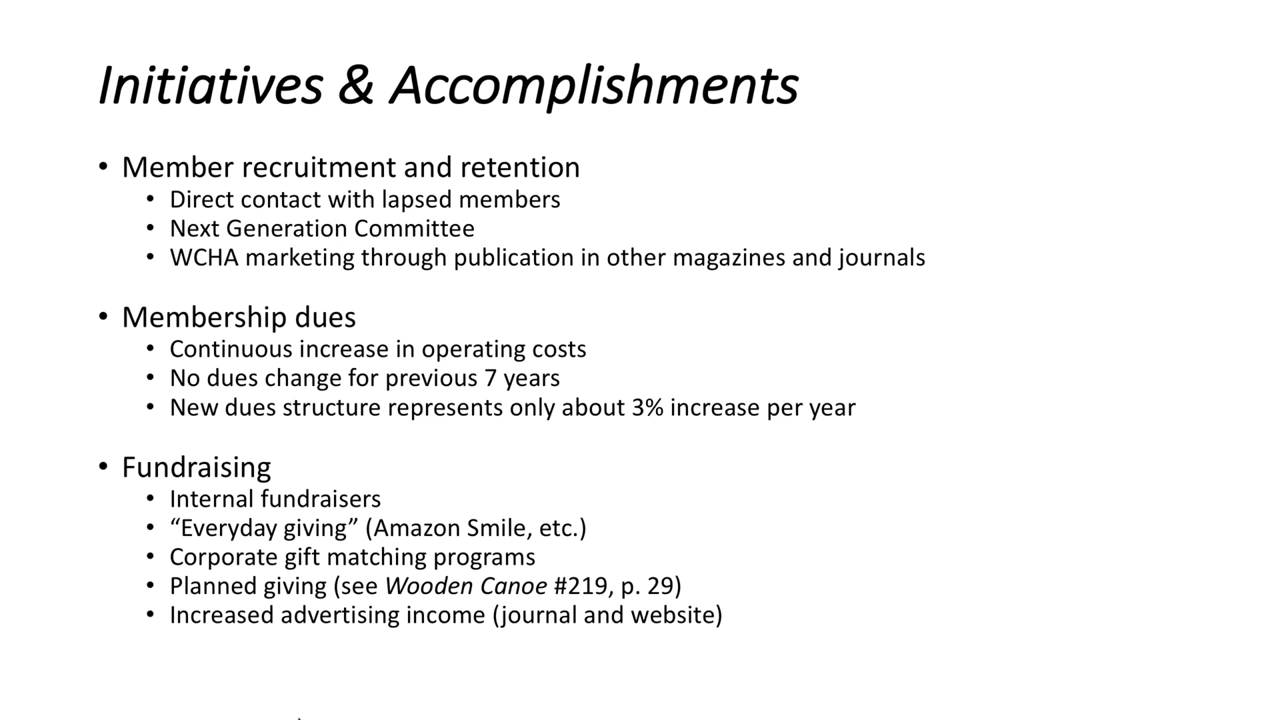 Initiatives & Accomplishments
• Member recruitment and retention
• Direct contact with lapsed members
• Next Generation Committee
• WCHA marketing through publication in other magazines and journals
• Membership dues
• Continuous increase in operating costs
• No dues change for previous 7 years
• New dues structure represents only about 3% increase per year
• Fundraising
• Internal fundraisers
• “Everyday giving” (Amazon Smile, etc.)
• Corporate gift matching programs
• Planned giving (see Wooden Canoe #219, p. 29)
• Increased advertising income (journal and website)